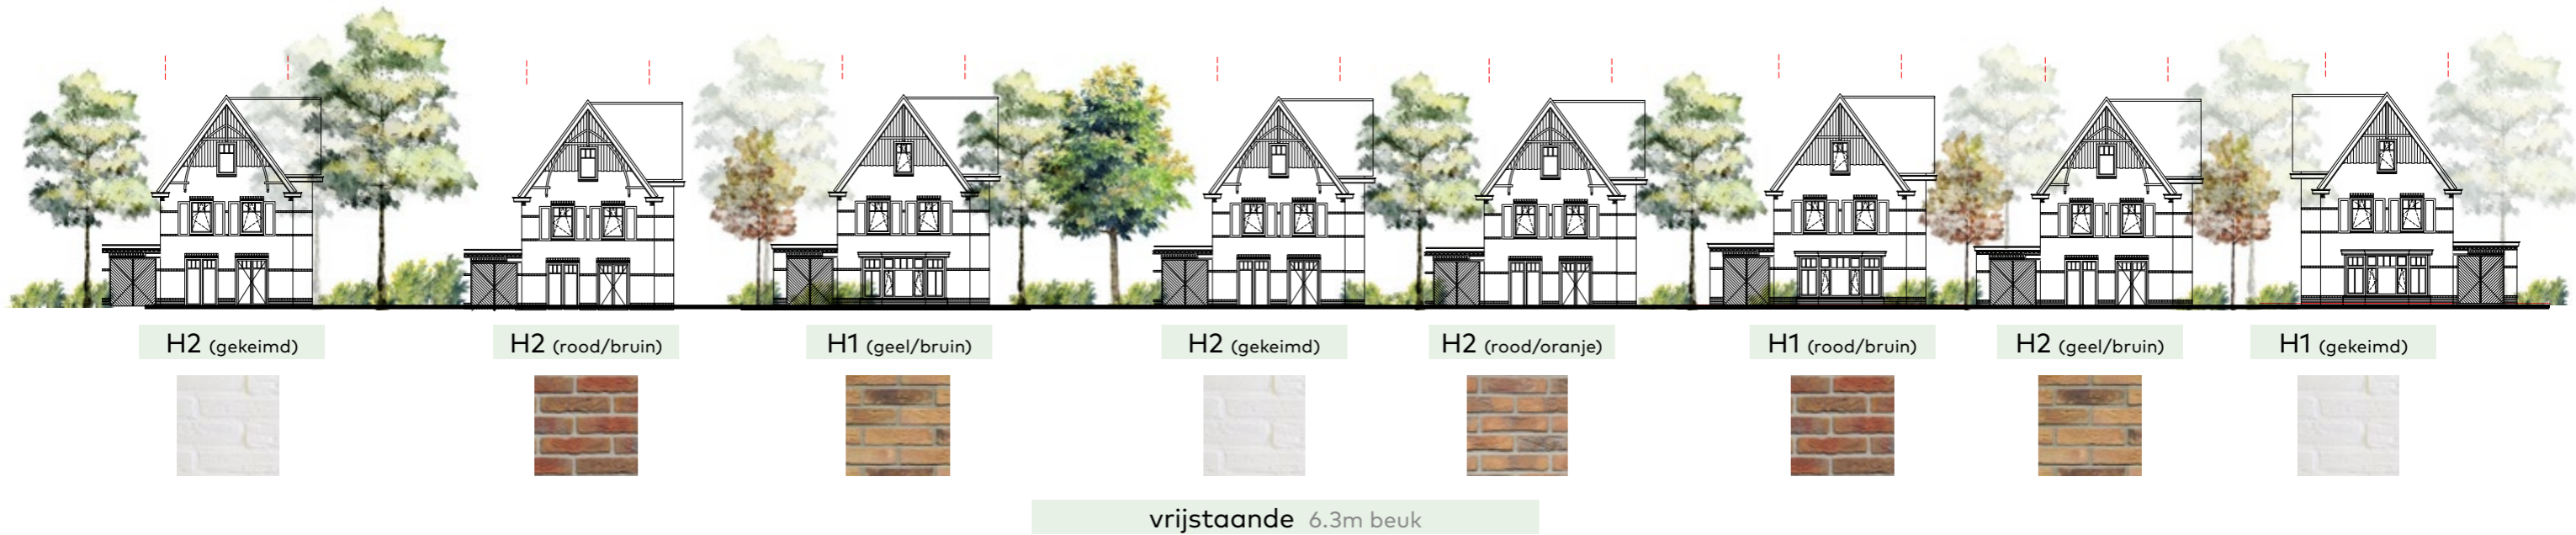 H2 (gekeimd)
H2 (rood/bruin)
H1 (geel/bruin)
H2 (gekeimd)
H2 (rood/oranje)
H1 (rood/bruin)
H2 (geel/bruin)
H1 (gekeimd)
vrijstaande 6.3m beuk